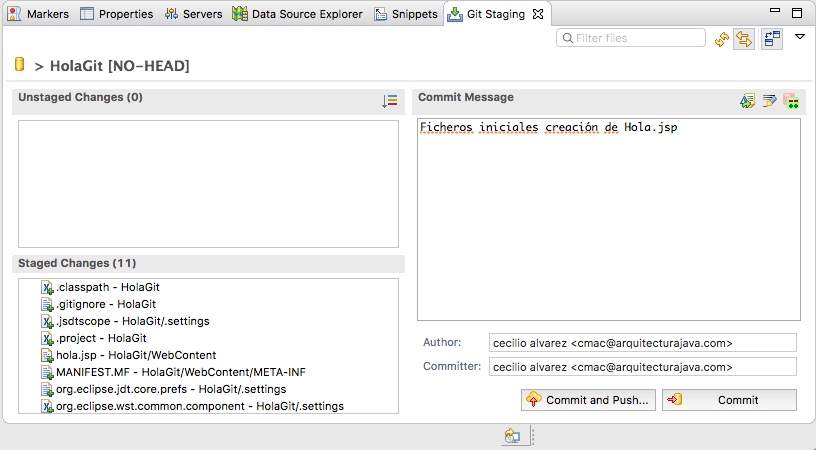 Markers Properties Servers Data Source Explorer Snippets Git Staging
Filter files
> HolaGit [NO-HEAD]
Unstaged Changes (0)
Commit Message
Ficheros iniciales creación de Hola.jsp
Staged Changes (11)
.classpath - HolaGit
.gitignore - HolaGit
.jsdtscope - HolaGit/.settings
.project - HolaGit
hola.jsp - HolaGit/WebContent
MANIFEST.MF - HolaGit/WebContent/META-INF
org.eclipse.jdt.core.prefs - HolaGit/.settings
org.eclipse.wst.common.component - HolaGit/.settings
Author: cecilio alvarez <cmac@arquitecturajava.com>
Committer: cecilio alvarez <cmac@arquitecturajava.com>
Commit and Push... Commit